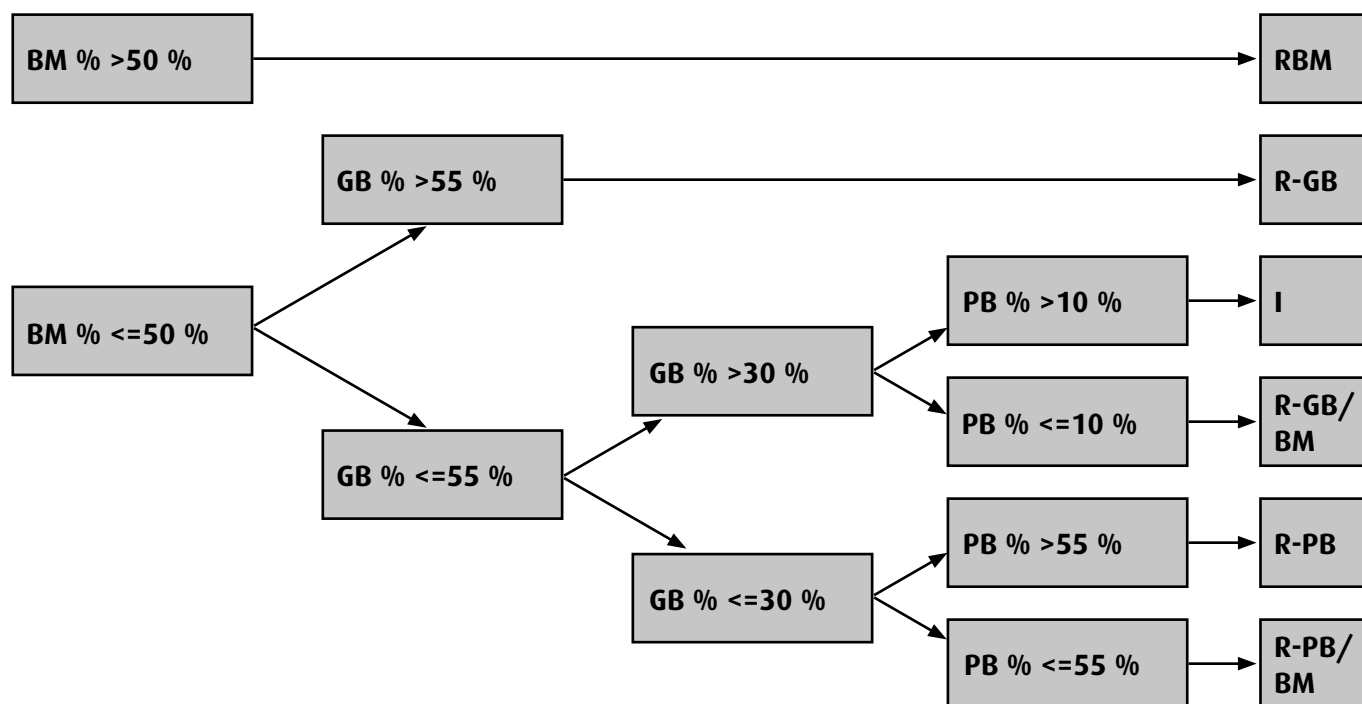 BM % >50 %
RBM
GB % >55 %
R-GB
BM % <=50 %
PB % >10 %
I
GB % >30 %
PB % <=10 %
R-GB/
BM
GB % <=55 %
PB % >55 %
R-PB
GB % <=30 %
PB % <=55 %
R-PB/
BM